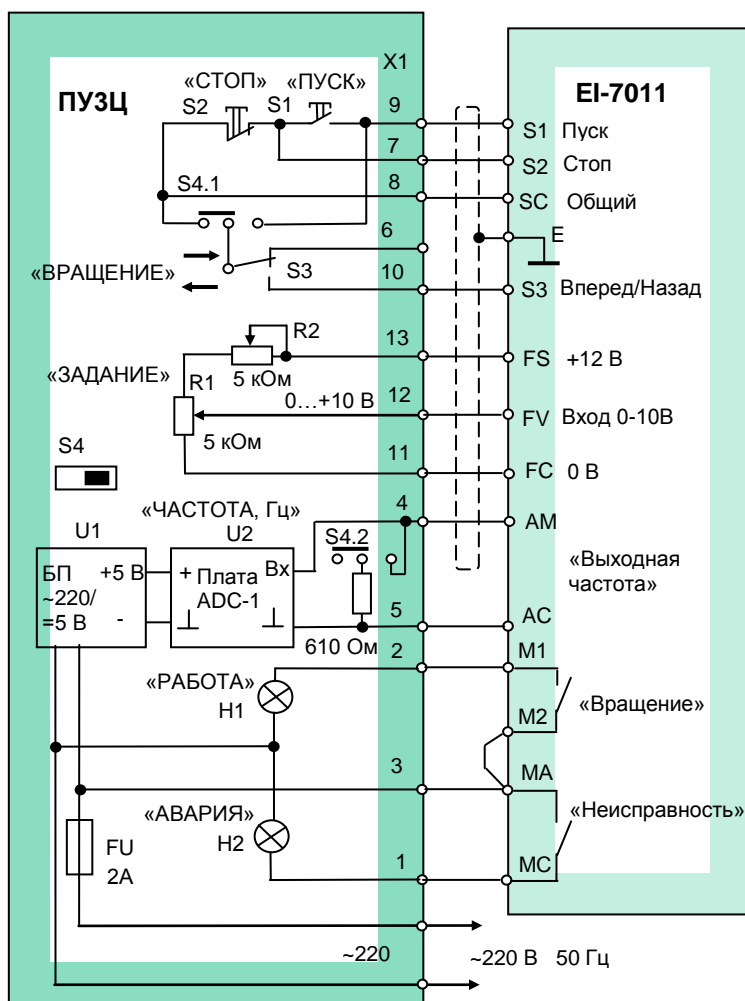 X1
«СТОП» «ПУСК»
ПУЗЦ
EI-7011
S2 S1 9
S1 Пуск
7
S2 Стоп
S4.1 8
SC Общий
6
E
«ВРАЩЕНИЕ»
S3 10
S3 Вперед/Назад
R2 13
FS +12 В
«ЗАДАНИЕ»
5 кОм
R1 0…+10 В 12
FV Вход 0-10В
5 кОм 11
FC 0 В
S4
«ЧАСТОТА, Гц» 4
AM
U1 U2 S4.2
«Выходная
частота»
БП +5 В
~220/
=5 В -
+ Плата Вх
ADC-1
5
AC
610 Ом 2
M1
«РАБОТА»
H1
M2 «Вращение»
3
MA
«АВАРИЯ»
H2
«Неисправность»
FU
2A
1
MC
~220 ~220 В 50 Гц